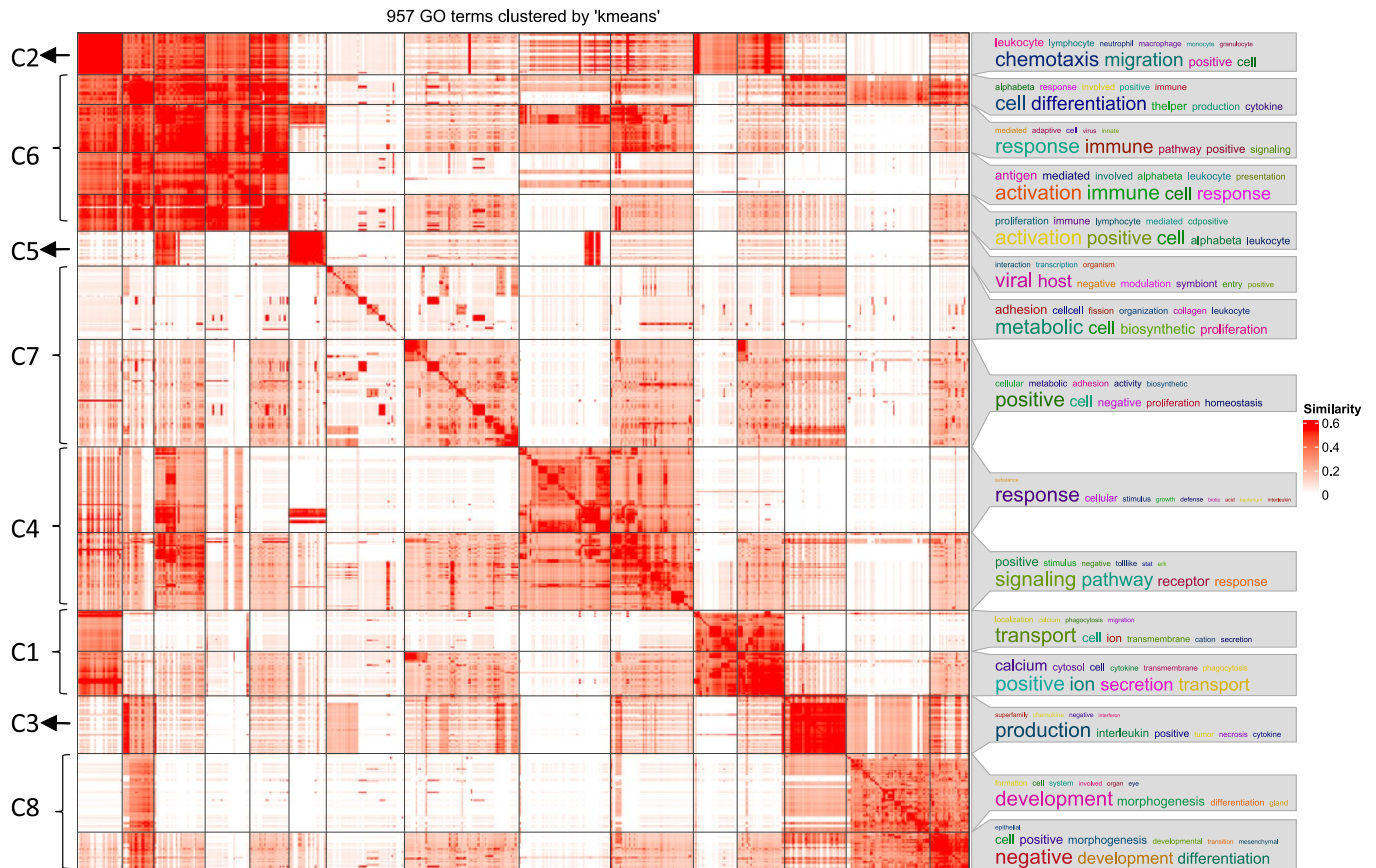 957 GO terms clustered by 'kmeans'
C2
C6
C5
C7
C4
C1
C3
C8
leukocyte lymphocyte neutrophil macrophage monocyte granulocyte
chemotaxis migration positive cell
alphabeta response involved positive immune
cell differentiation thelper production cytokine
mediated adaptive cell virus innate
response immune pathway positive signaling
antigen mediated involved alphabeta leukocyte presentation
activation immune cell response
proliferation immune lymphocyte mediated cdpositive
activation positive cell alphabeta leukocyte
interaction transcription organism
viral host negative modulation symbiont entry positive
adhesion cellcell fission organization collagen leukocyte
metabolic cell biosynthetic proliferation
cellular metabolic adhesion activity biosynthetic
positive cell negative proliferation homeostasis
substance
response cellular stimulus growth defense biotic acid interleukin
positive stimulus negative tolllike stat erk
signaling pathway receptor response
localization calcium phagocytosis migration
transport cell ion transmembrane cation secretion
calcium cytosol cell cytokine transmembrane phagocytosis
positive ion secretion transport
superfamily chemokine negative interferon
production interleukin positive tumor necrosis cytokine
formation cell system involved organ eye
development morphogenesis differentiation gland
epithelial
cell positive morphogenesis developmental transition mesenchymal
negative development differentiation
Similarity
0.6
0.4
0.2
0